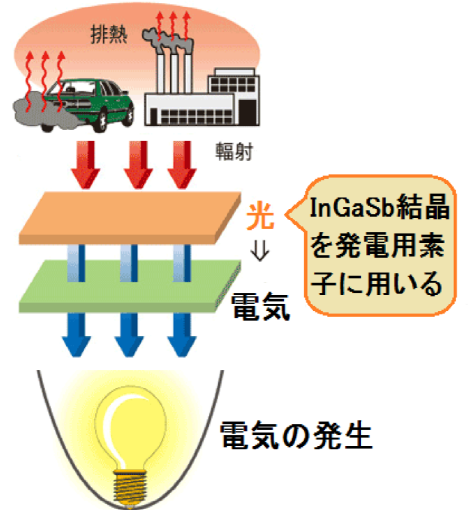 排熱
輻射
光
InGaSb結晶
を発電用素
子に用いる
⇓
電気
電気の発生